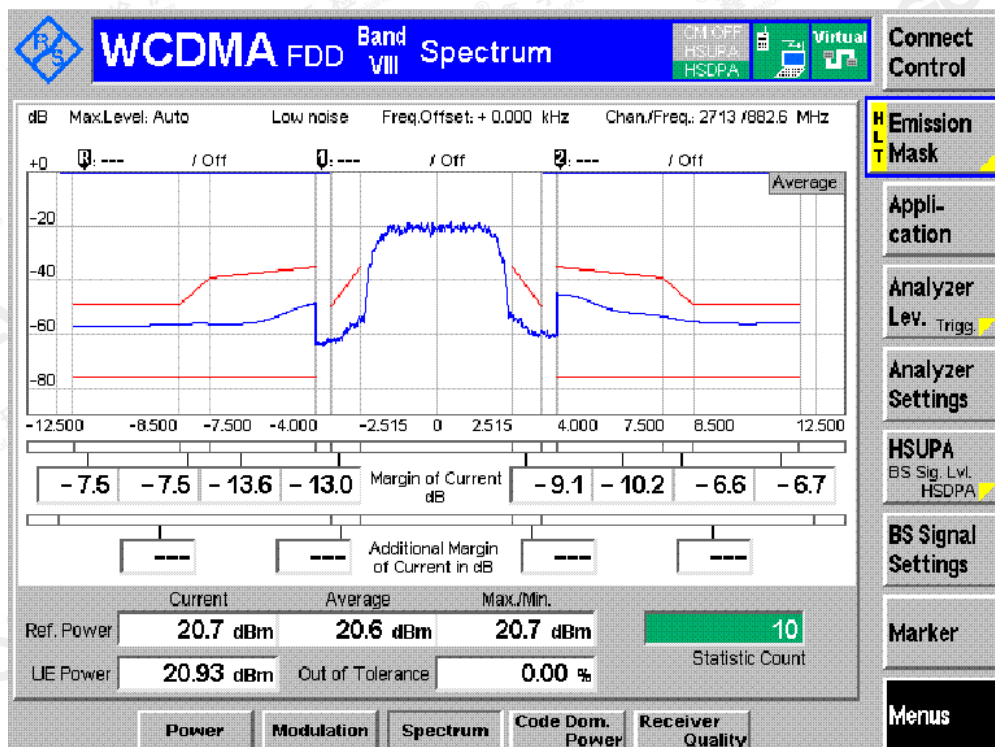 R S
WCDMA FDD Band VIII Spectrum
CM OFF
HSUPA
HSDPA
Virtual
Connect Control
dB Max.Level: Auto Low noise Freq.Offset: + 0.000 kHz Chan./Freq.: 2713 /882.6 MHz
R: --- / Off 1: --- / Off 2: --- / Off
Average
+0
-20
-40
-60
-80
-12.500 -8.500 -7.500 -4.000 -2.515 0 2.515 4.000 7.500 8.500 12.500
-7.5 -7.5 -13.6 -13.0 Margin of Current dB -9.1 -10.2 -6.6 -6.7
--- --- Additional Margin --- ---
of Current in dB
Current Average Max./Min.
Ref. Power 20.7 dBm 20.6 dBm 20.7 dBm 10
Statistic Count
UE Power 20.93 dBm Out of Tolerance 0.00 %
Power Modulation Spectrum Code Dom. Power Receiver Quality
HLT Emission Mask
Appli-
cation
Analyzer
Lev. Trigg.
Analyzer
Settings
HSUPA
BS Sig. Lvl.
HSDPA
BS Signal
Settings
Marker
Menus